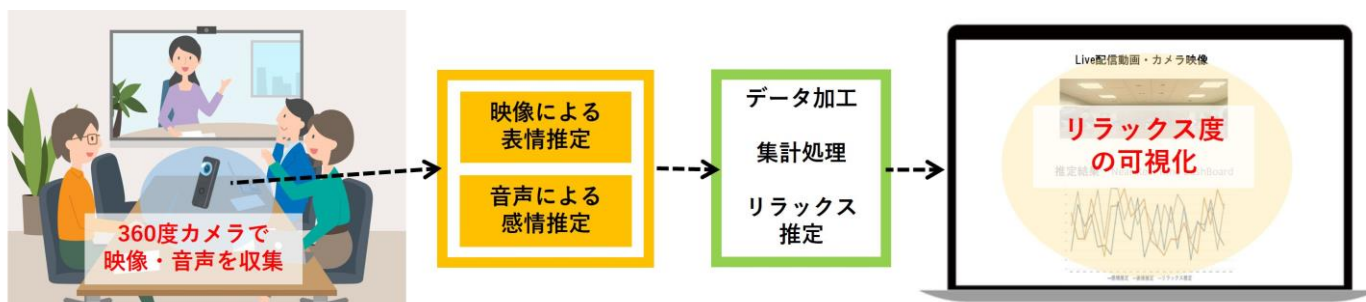 360度カメラで
映像・音声を収集
映像による
表情推定
音声による
感情推定
データ加工
集計処理
リラックス
推定
Live配信動画・カメラ映像
リラックス度
の可視化
推定結果